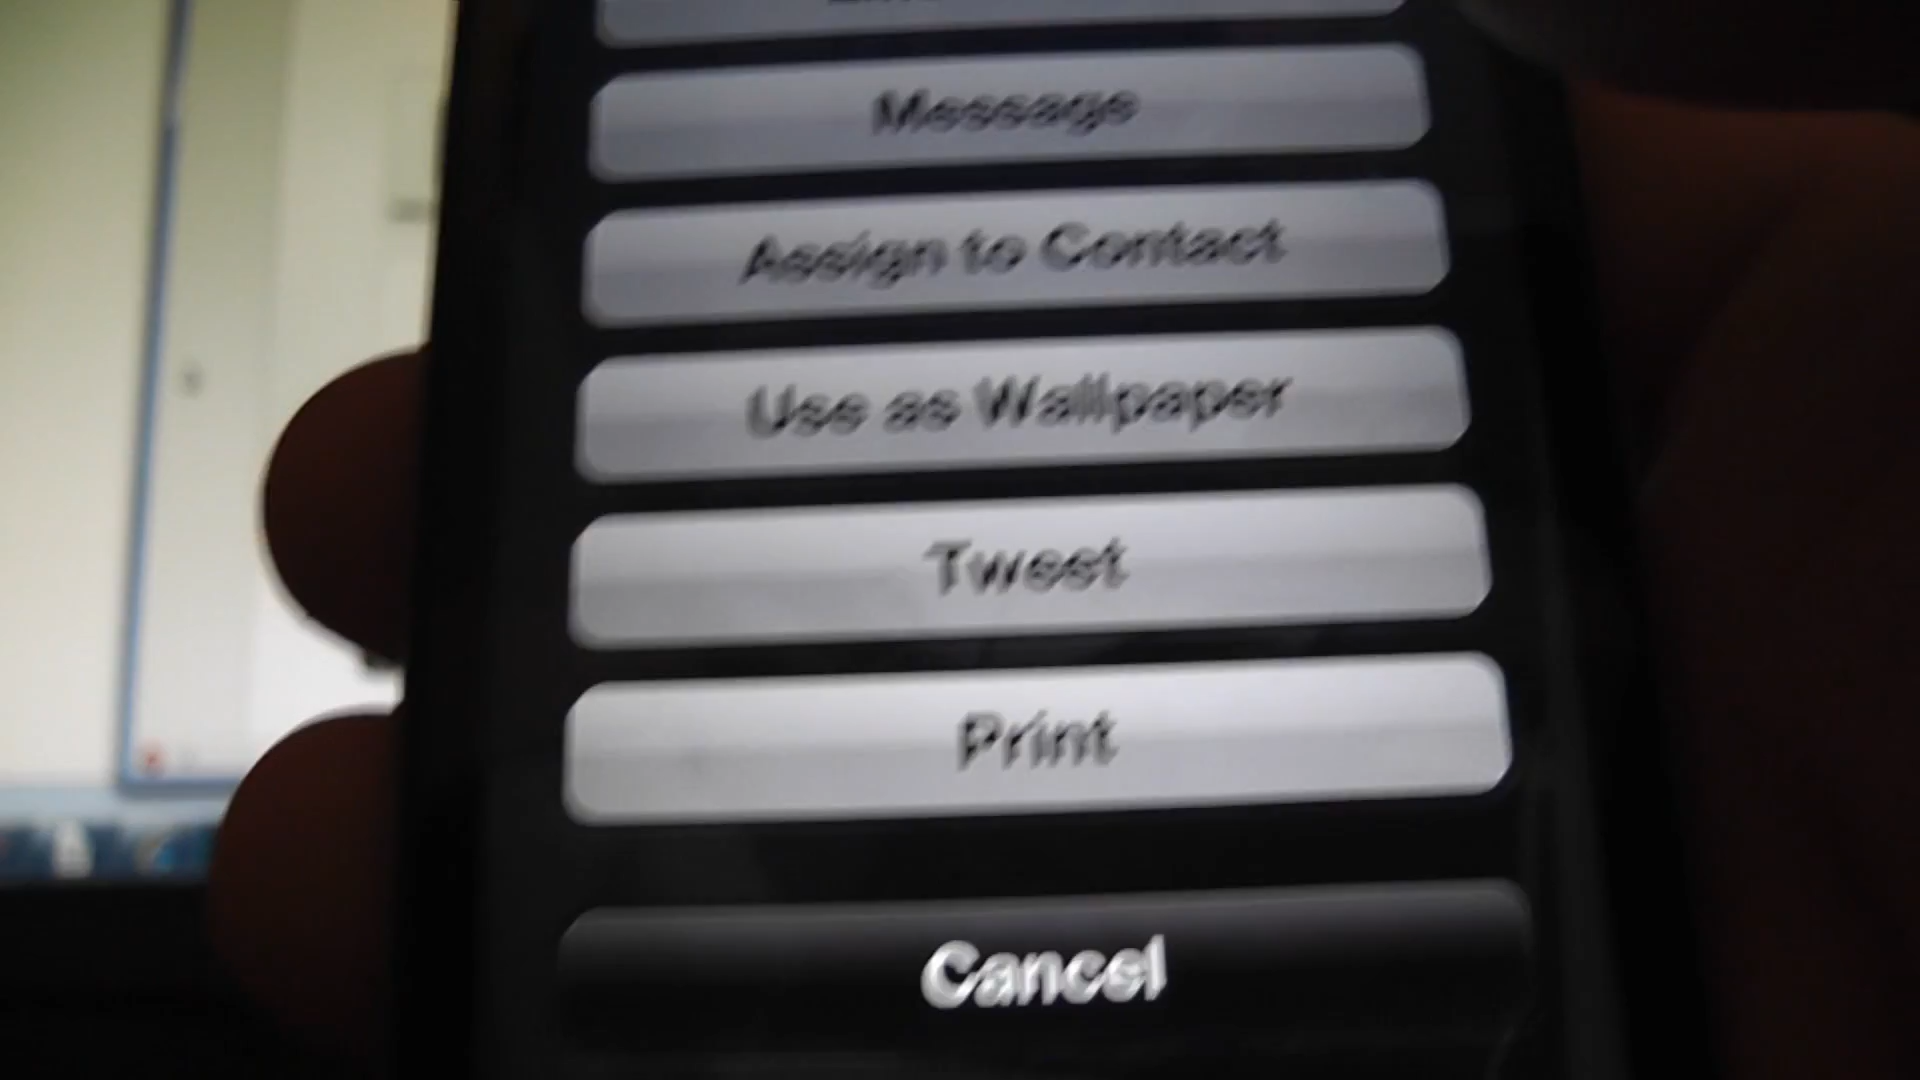 Message
Assign to Contact
Use as Wallpaper
Tweet
Print
Cancel